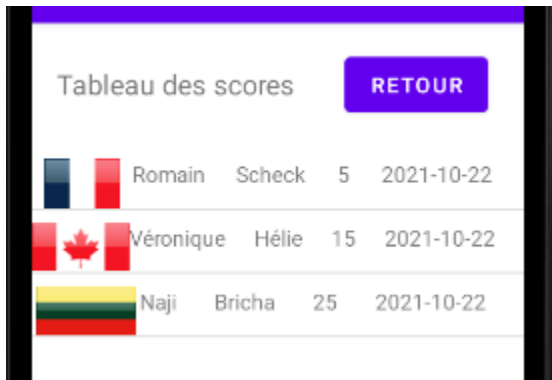 Tableau des scores RETOUR
Romain Scheck 5 2021-10-22
Véronique Hélie 15 2021-10-22
Naji Bricha 25 2021-10-22